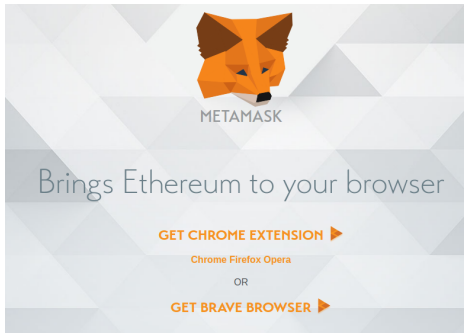 METAMASK
Brings Ethereum to your browser
GET CHROME EXTENSION
Chrome Firefox Opera
OR
GET BRAVE BROWSER